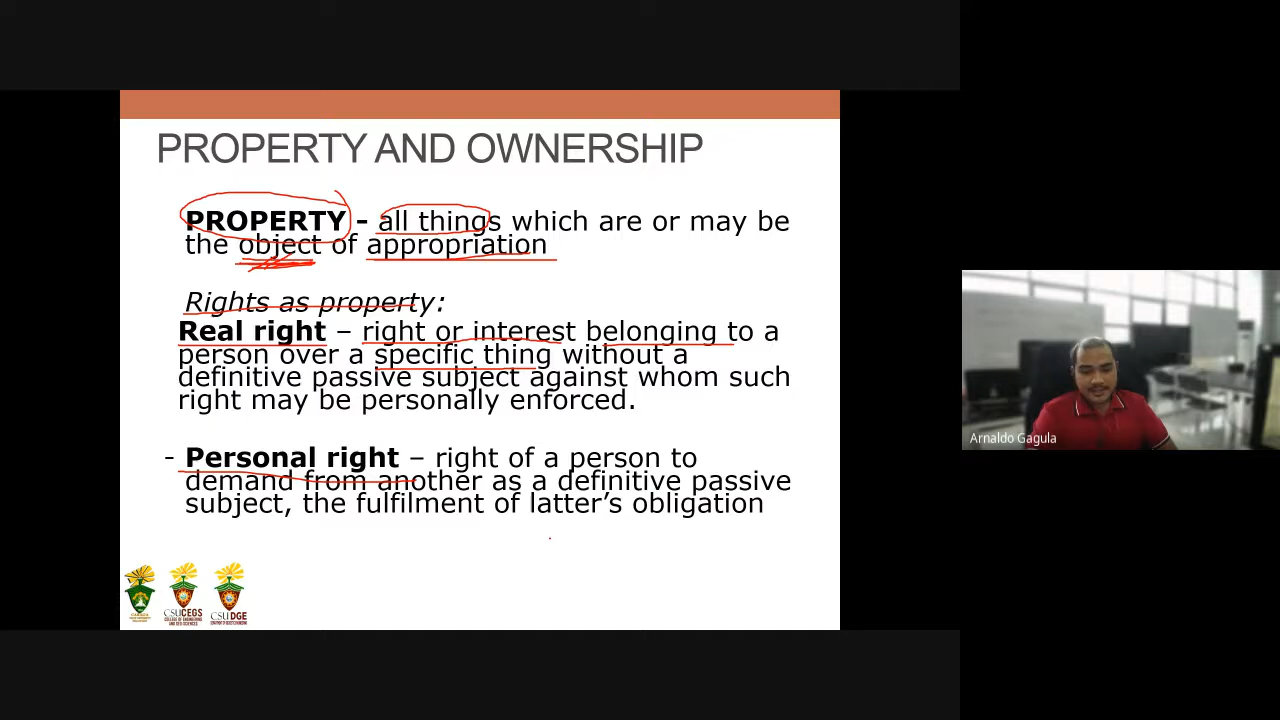 PROPERTY AND OWNERSHIP
PROPERTY - all things which are or may be
the object of appropriation
Rights as property:
Real right – right or interest belonging to a
person over a specific thing without a
definitive passive subject against whom such
right may be personally enforced.
- Personal right – right of a person to
demand from another as a definitive passive
subject, the fulfilment of latter’s obligation
Arnaldo Gagula
CSUCEGS
CSU DGE